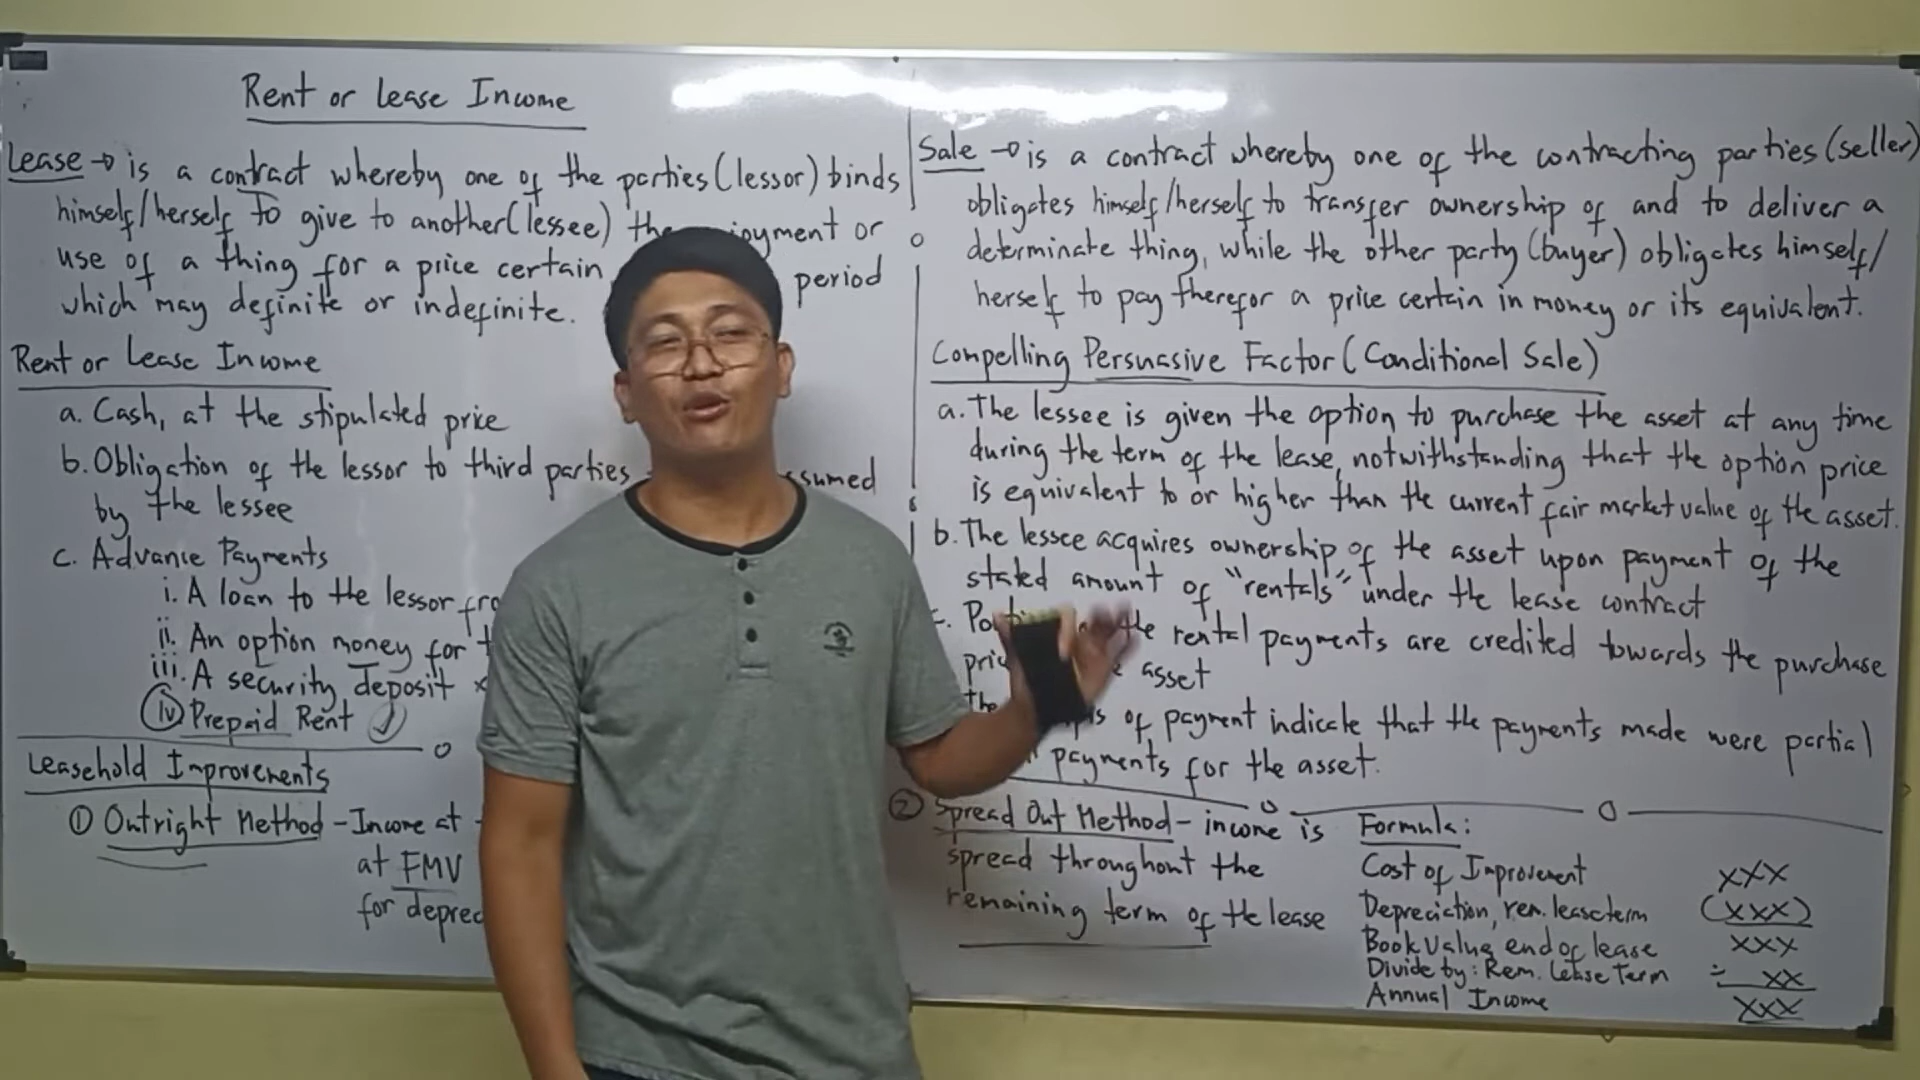 Rent or Lease Income
Lease → is a contract whereby one of the parties (lessor) binds
himself/herself to give to another (lessee) the joyment or
use of a thing for a price certain period
which may definite or indefinite.
Rent or Lease Income
a. Cash, at the stipulated price
b. Obligation of the lessor to third parties sumed
by the lessee
c. Advance Payments
i. A loan to the lessor fro
ii. An option money for t
iii. A security deposit x
iv Prepaid Rent ✓
Leasehold Improvements
① Outright Method - Income at
at FMV
for deprec
Sale → is a contract whereby one of the contracting parties (seller)
obligates himself/herself to transfer ownership of and to deliver a
determinate thing, while the other party (buyer) obligates himself/
herself to pay therefor a price certain in money or its equivalent.
Compelling Persuasive Factor (Conditional Sale)
a. The lessee is given the option to purchase the asset at any time
during the term of the lease, notwithstanding that the option price
is equivalent to or higher than the current fair market value of the asset.
b. The lessee acquires ownership of the asset upon payment of the
stated amount of "rentals" under the lease contract
c. Po the rental payments are credited towards the purchase
pric asset
The of payment indicate that the payments made were partial
payments for the asset.
② Spread Out Method - income is
spread throughout the
remaining term of the lease
Formula:
Cost of Improvement xxx
Depreciation, rem. lease term (xxx)
Book Value, end of lease xxx
Divide by: Rem. Lease Term ÷ xx
Annual Income xxx